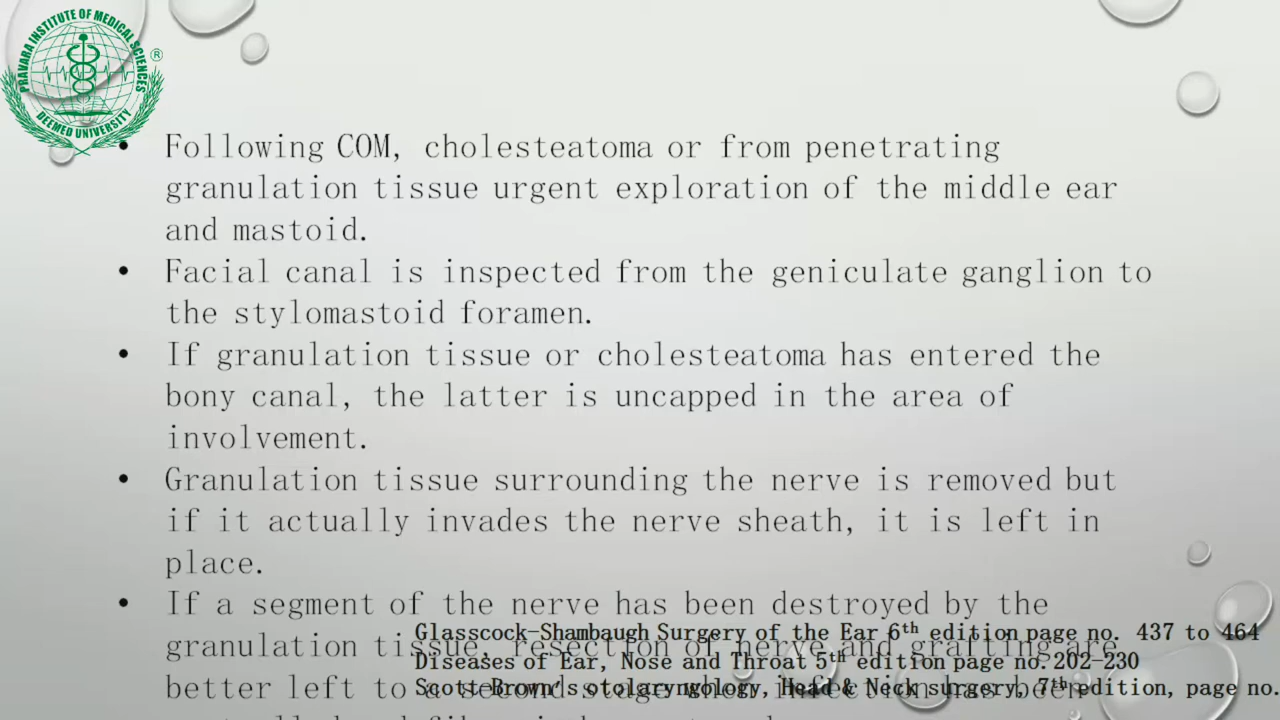 PRAVARA INSTITUTE OF MEDICAL SCIENCES
®
DEEMED UNIVERSITY
• Following COM, cholesteatoma or from penetrating
granulation tissue urgent exploration of the middle ear
and mastoid.
• Facial canal is inspected from the geniculate ganglion to
the stylomastoid foramen.
• If granulation tissue or cholesteatoma has entered the
bony canal, the latter is uncapped in the area of
involvement.
• Granulation tissue surrounding the nerve is removed but
if it actually invades the nerve sheath, it is left in
place.
• If a segment of the nerve has been destroyed by the
granulation tissue, resection of nerve and grafting are
better left to a second stage when infection has been
Glasscock-Shambaugh Surgery of the Ear 6th edition page no. 437 to 464
Diseases of Ear, Nose and Throat 5th edition page no.202-230
Scott-Brown's otolaryngology, Head & Neck surgery, 7th edition, page no.